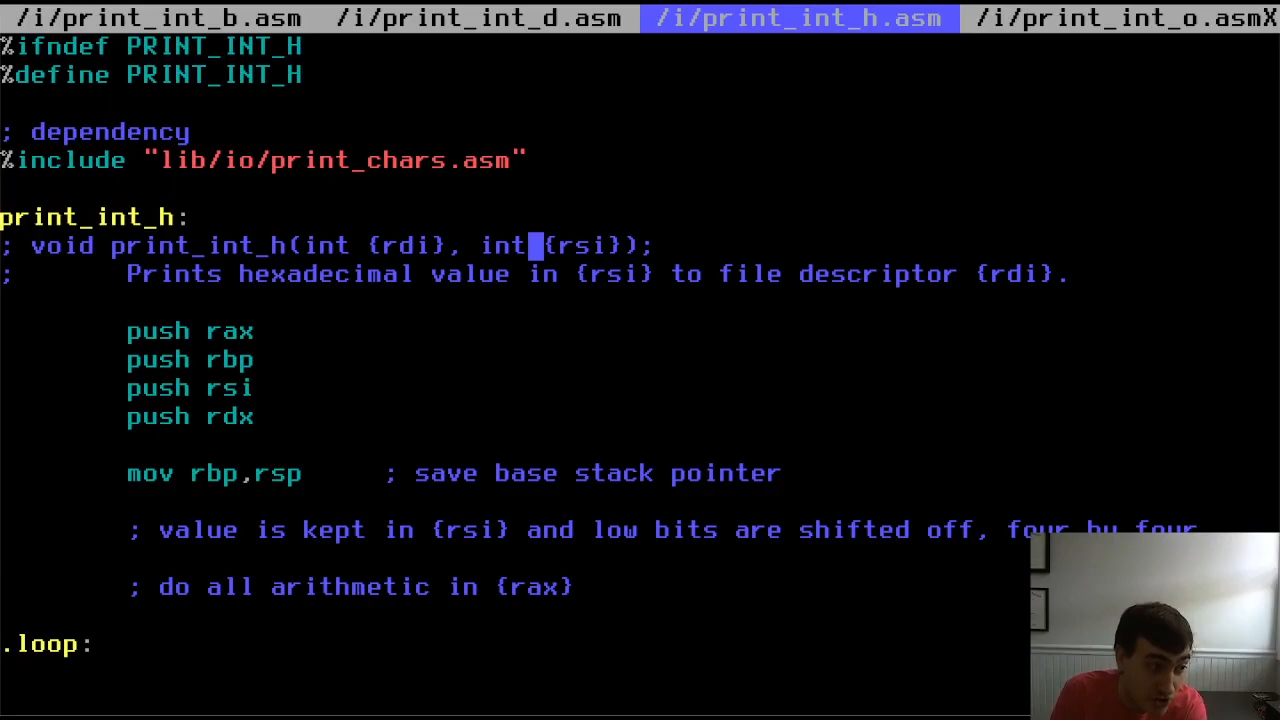 /i/print_int_b.asm /i/print_int_d.asm /i/print_int_h.asm /i/print_int_o.asmX
%ifndef PRINT_INT_H
%define PRINT_INT_H
; dependency
%include "lib/io/print_chars.asm"
print_int_h:
; void print_int_h(int {rdi}, int {rsi});
; Prints hexadecimal value in {rsi} to file descriptor {rdi}.
push rax
push rbp
push rsi
push rdx
mov rbp,rsp ; save base stack pointer
; value is kept in {rsi} and low bits are shifted off, four by four
; do all arithmetic in {rax}
.loop: